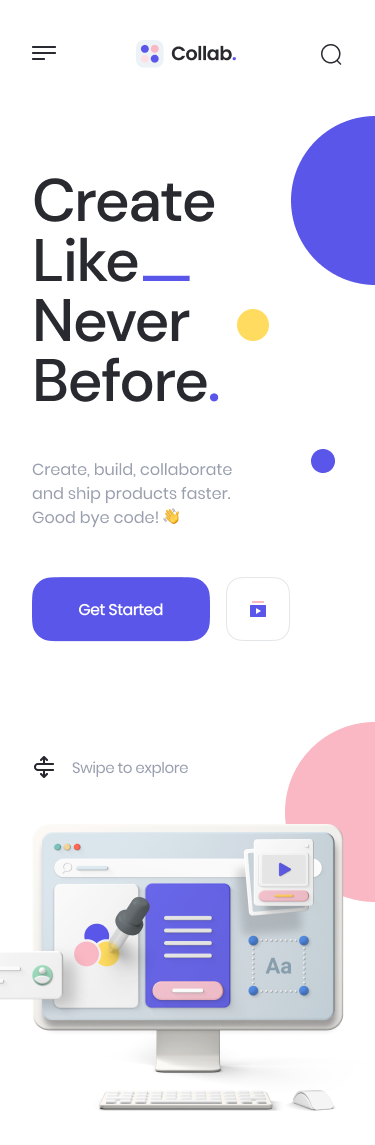 Collab.
Create
Like_
Never
Before.
Create, build, collaborate
and ship products faster.
Good bye code! 👋
Get Started
Swipe to explore
Aa